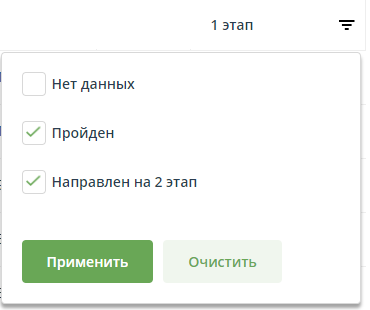 1 этап
Нет данных
Пройден
Направлен на 2 этап
Применить
Очистить